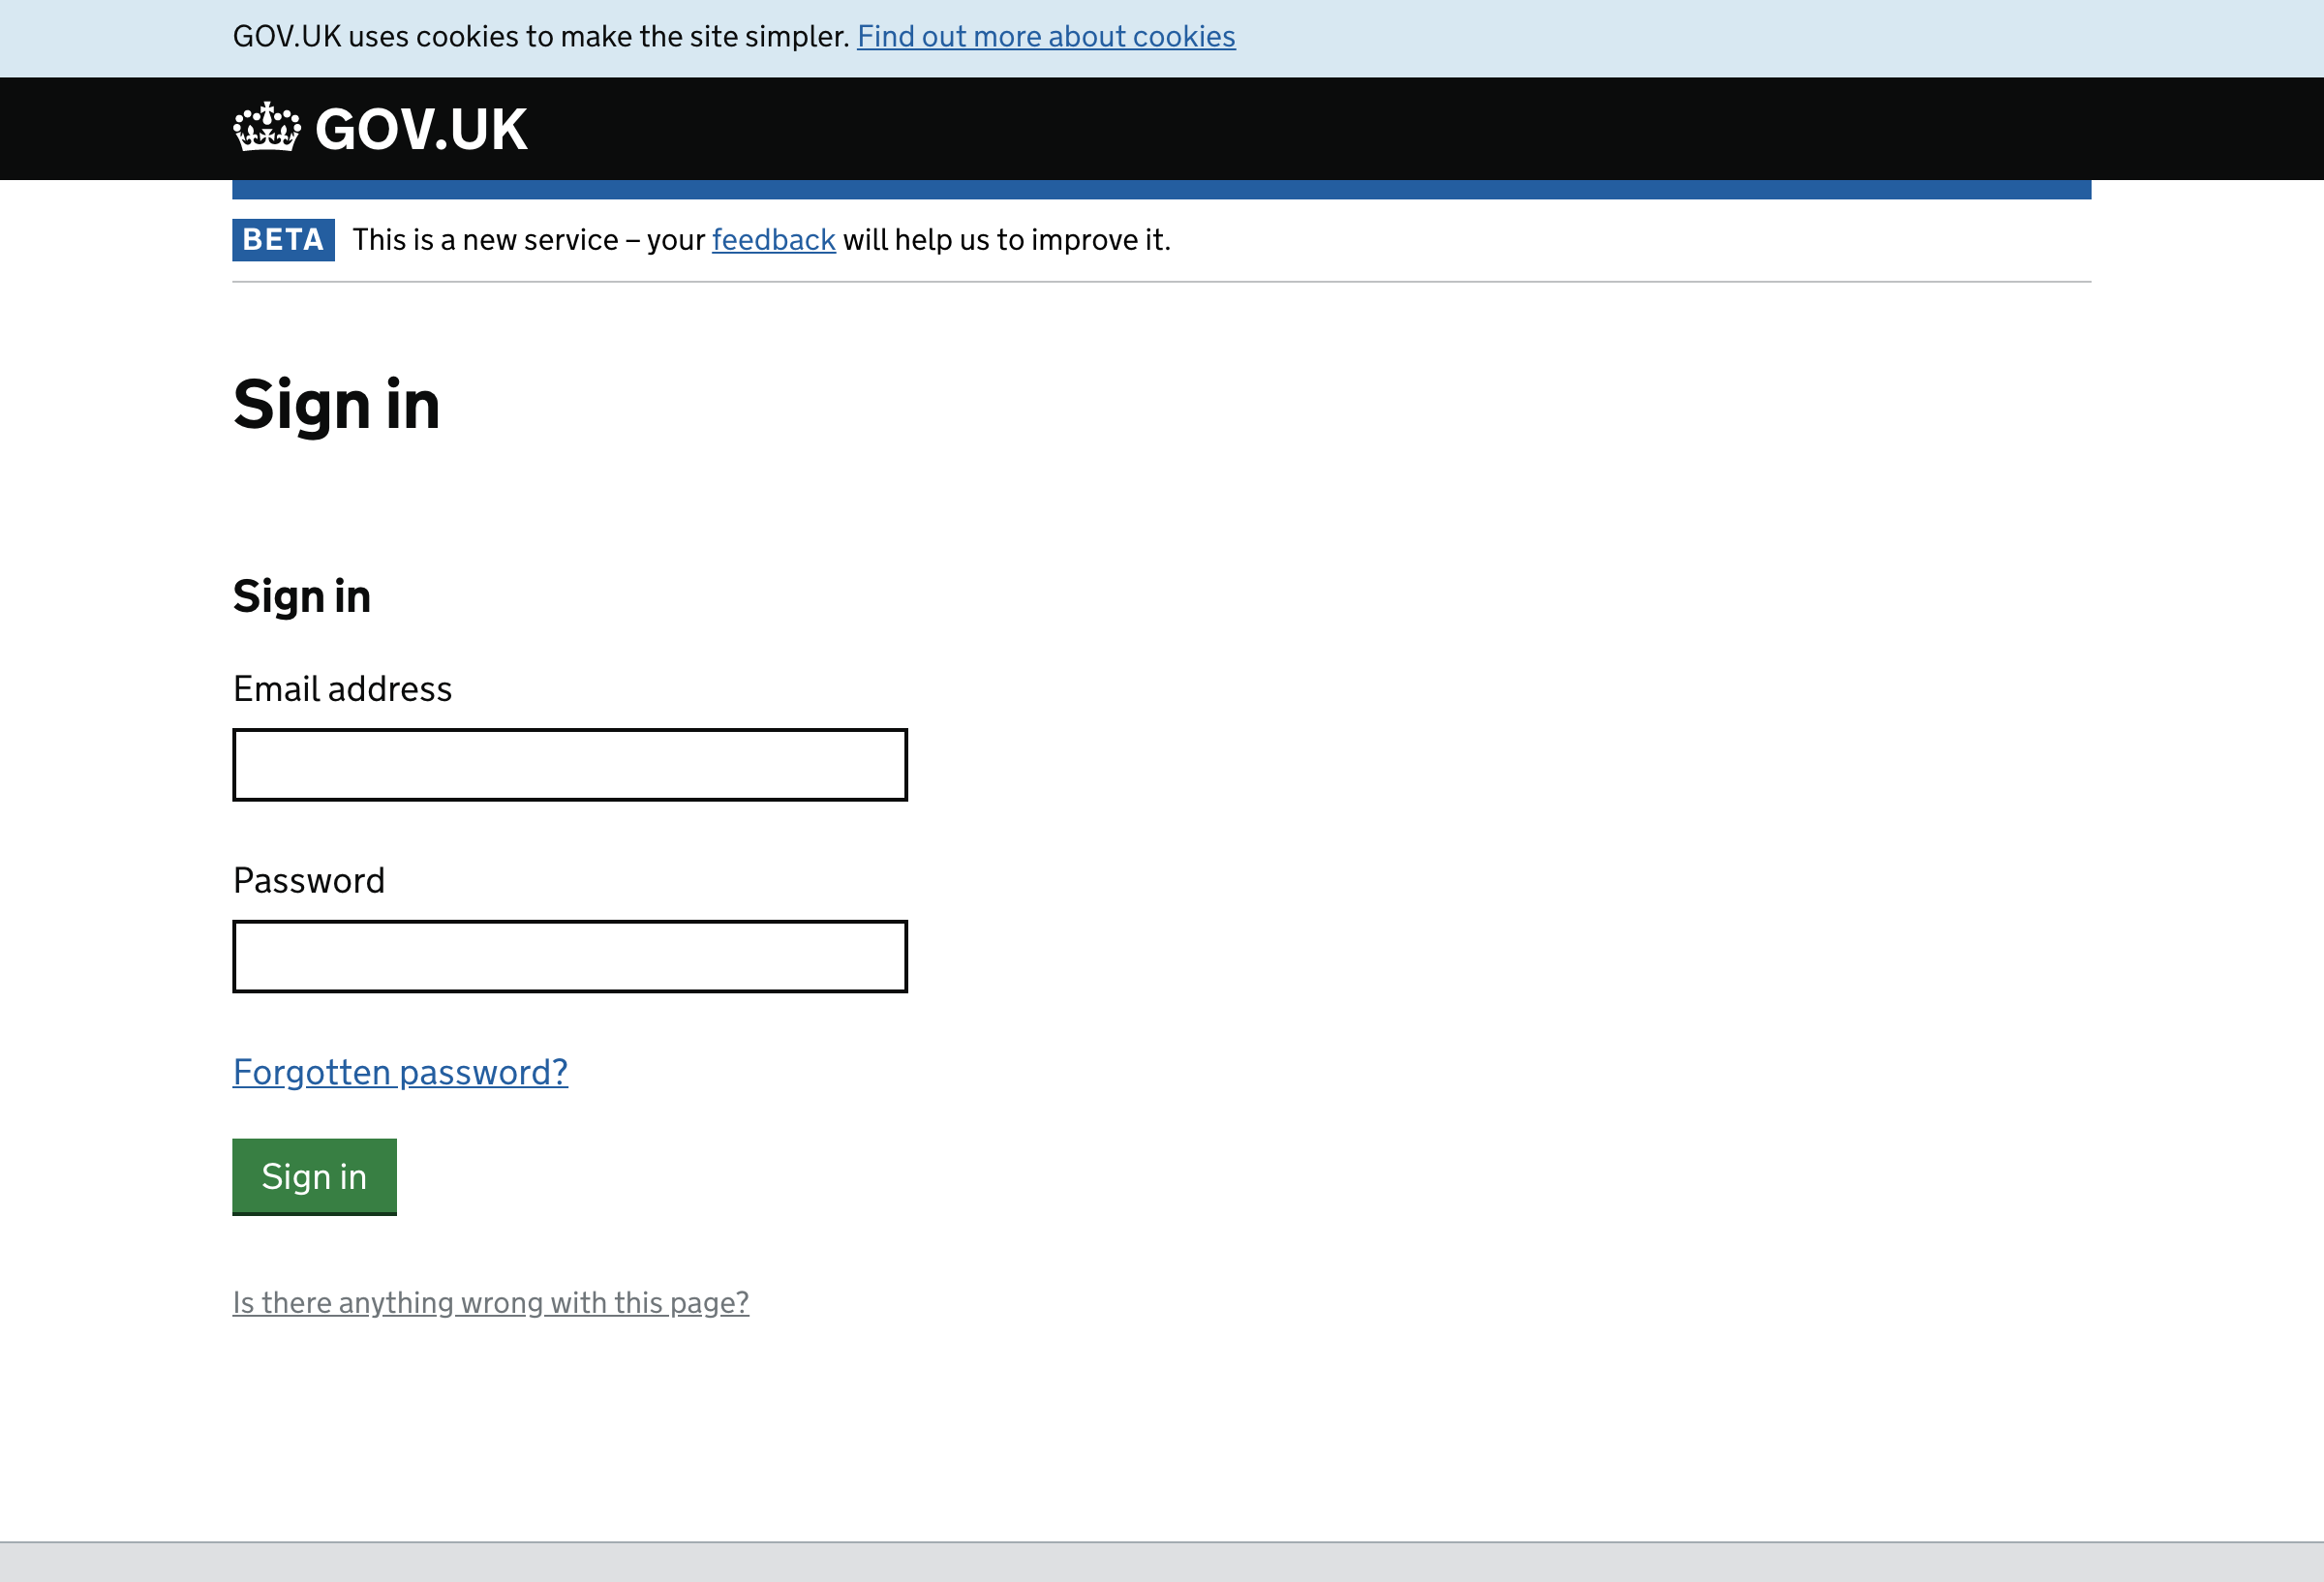 GOV.UK uses cookies to make the site simpler. Find out more about cookies
GOV.UK
BETA This is a new service – your feedback will help us to improve it.
Sign in
Sign in
Email address
Password
Forgotten password?
Sign in
Is there anything wrong with this page?